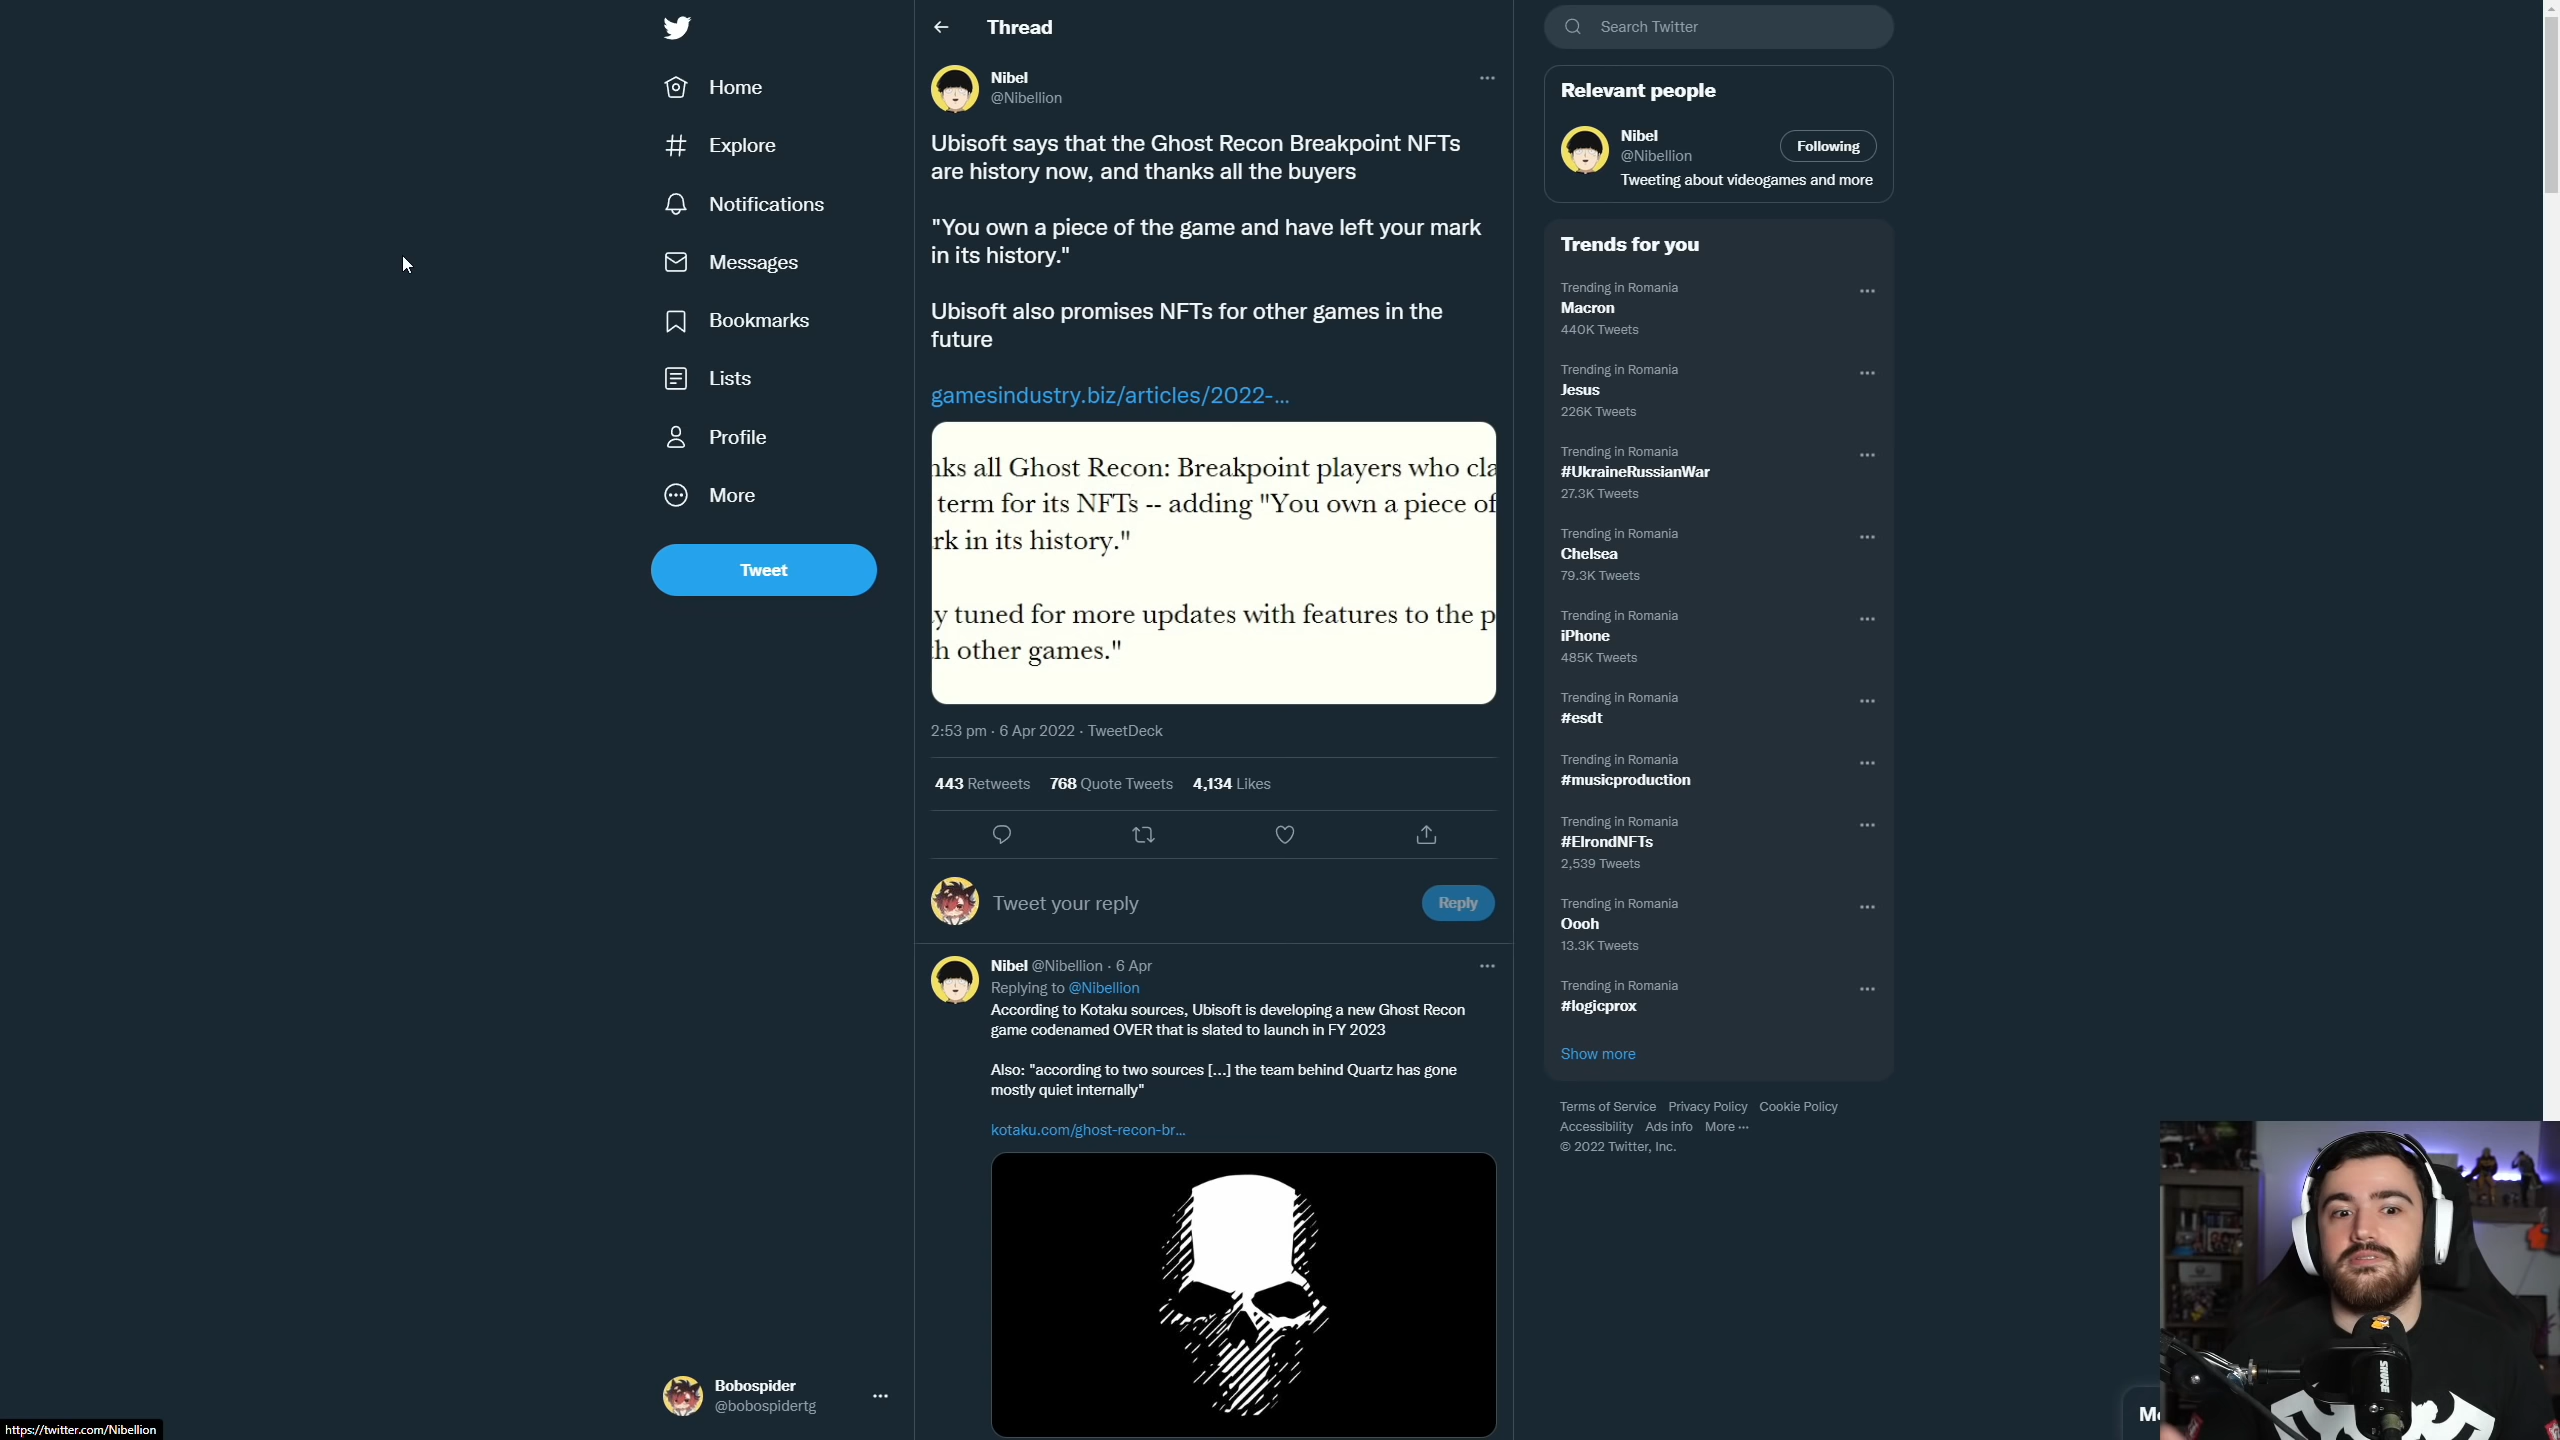 Home
Explore
Notifications
Messages
Bookmarks
Lists
Profile
More
Tweet
Bobospider
@bobospidertg
https://twitter.com/Nibellion
Thread
Nibel
@Nibellion
Ubisoft says that the Ghost Recon Breakpoint NFTs
are history now, and thanks all the buyers
"You own a piece of the game and have left your mark
in its history."
Ubisoft also promises NFTs for other games in the
future
gamesindustry.biz/articles/2022-...
nks all Ghost Recon: Breakpoint players who cla
term for its NFTs -- adding "You own a piece of
rk in its history."
y tuned for more updates with features to the p
h other games."
2:53 pm · 6 Apr 2022 · TweetDeck
443 Retweets 768 Quote Tweets 4,134 Likes
Tweet your reply
Reply
Nibel @Nibellion · 6 Apr
Replying to @Nibellion
According to Kotaku sources, Ubisoft is developing a new Ghost Recon
game codenamed OVER that is slated to launch in FY 2023
Also: "according to two sources [...] the team behind Quartz has gone
mostly quiet internally"
kotaku.com/ghost-recon-br...
Search Twitter
Relevant people
Nibel
@Nibellion
Following
Tweeting about videogames and more
Trends for you
Trending in Romania
Macron
440K Tweets
Trending in Romania
Jesus
226K Tweets
Trending in Romania
#UkraineRussianWar
27.3K Tweets
Trending in Romania
Chelsea
79.3K Tweets
Trending in Romania
iPhone
485K Tweets
Trending in Romania
#esdt
Trending in Romania
#musicproduction
Trending in Romania
#ElrondNFTs
2,539 Tweets
Trending in Romania
Oooh
13.3K Tweets
Trending in Romania
#logicprox
Show more
Terms of Service Privacy Policy Cookie Policy
Accessibility Ads info More ···
© 2022 Twitter, Inc.
Me
SHURE